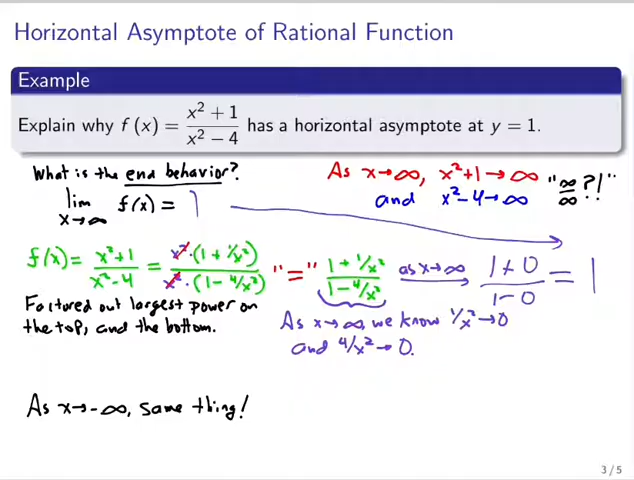 Horizontal Asymptote of Rational Function
Example
Explain why f (x) = (x² + 1)/(x² − 4) has a horizontal asymptote at y = 1.
What is the end behavior?
lim x→∞ f(x) = 1
As x→∞, x²+1→∞
and x²-4→∞
"∞/∞?!"
f(x) = (x²+1)/(x²-4) = (x²·(1+1/x²))/(x²·(1-4/x²)) "=" (1+1/x²)/(1-4/x²) as x→∞ (1+0)/(1-0) = 1
Factored out largest power on
the top, and the bottom.
As x→∞, we know 1/x²→0
and 4/x²→0.
As x→-∞, same thing!
3 / 5